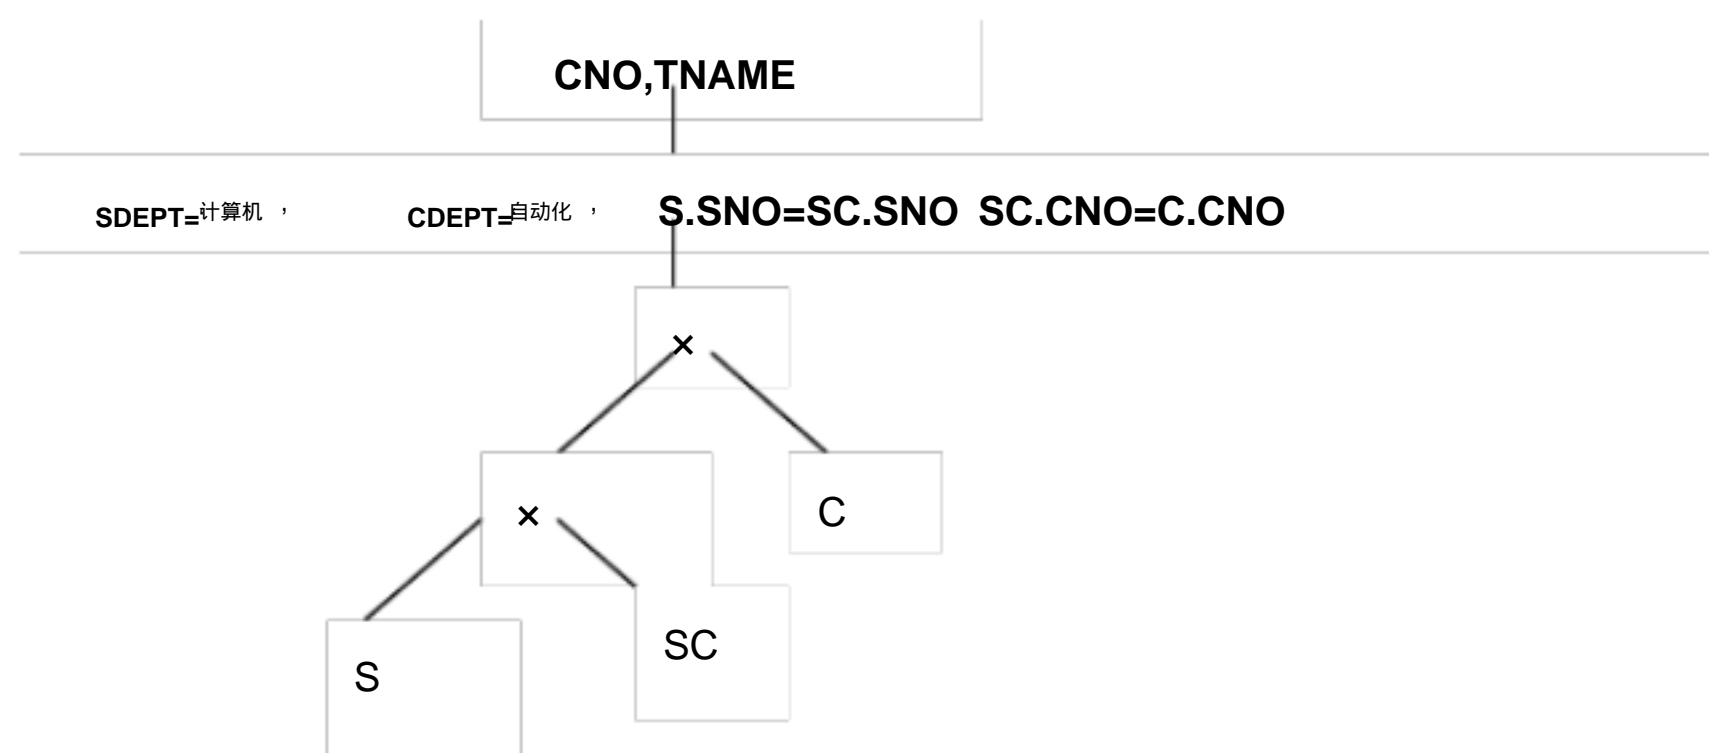 CNO,TNAME
SDEPT=计算机 , CDEPT=自动化 , S.SNO=SC.SNO SC.CNO=C.CNO
×
× C
SC
S